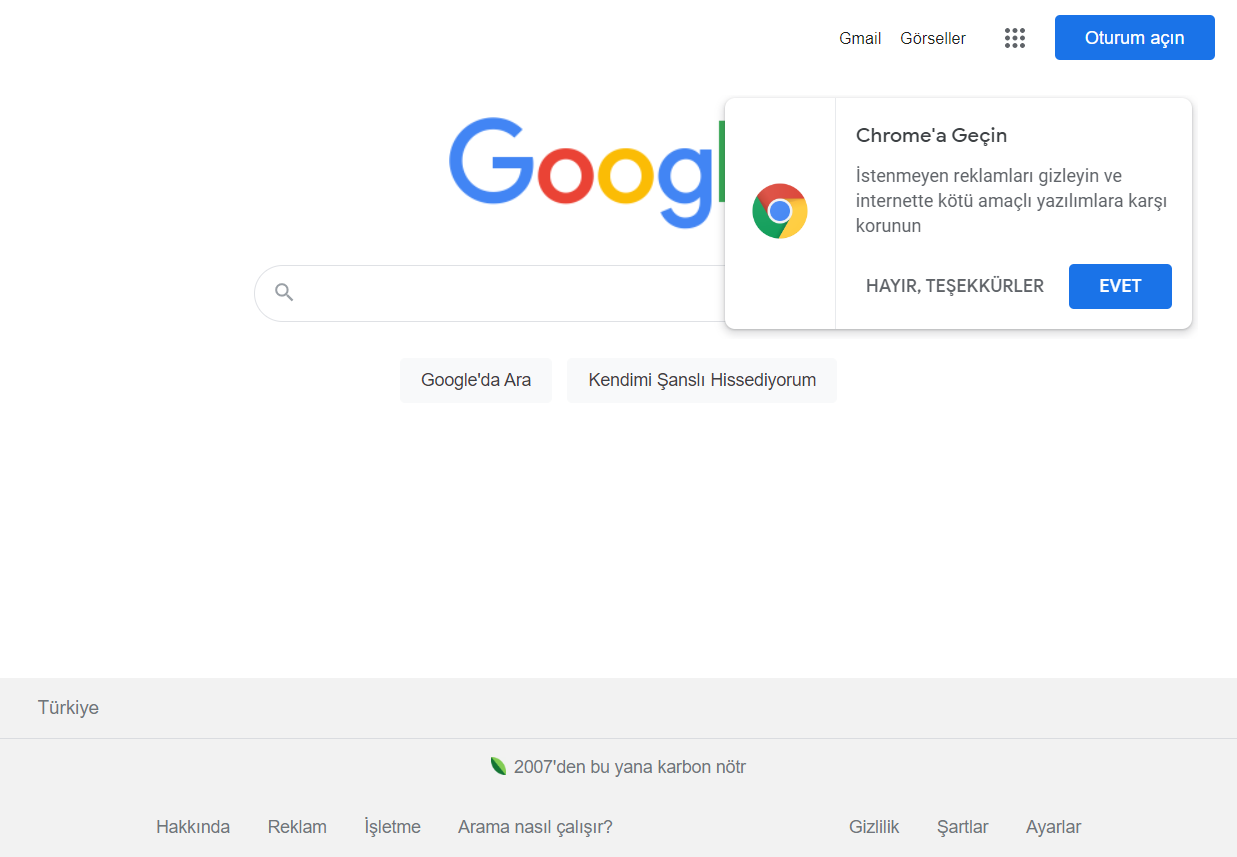 Gmail Görseller Oturum açın
Google
Chrome'a Geçin
İstenmeyen reklamları gizleyin ve
internette kötü amaçlı yazılımlara karşı
korunun
HAYIR, TEŞEKKÜRLER EVET
Google'da Ara Kendimi Şanslı Hissediyorum
Türkiye
2007'den bu yana karbon nötr
Hakkında Reklam İşletme Arama nasıl çalışır? Gizlilik Şartlar Ayarlar